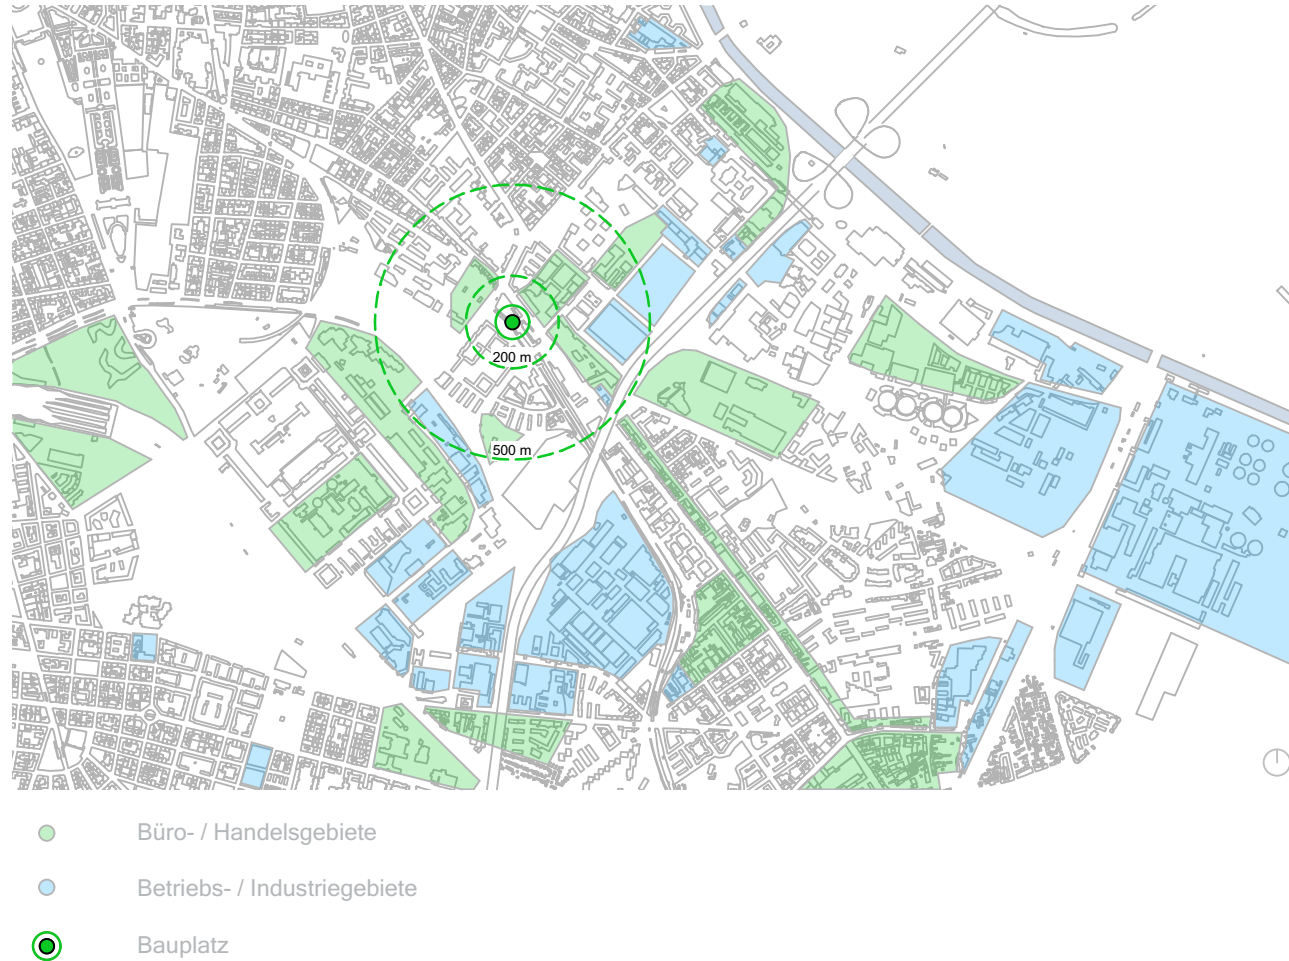 200 m
500 m
Büro- / Handelsgebiete
Betriebs- / Industriegebiete
Bauplatz